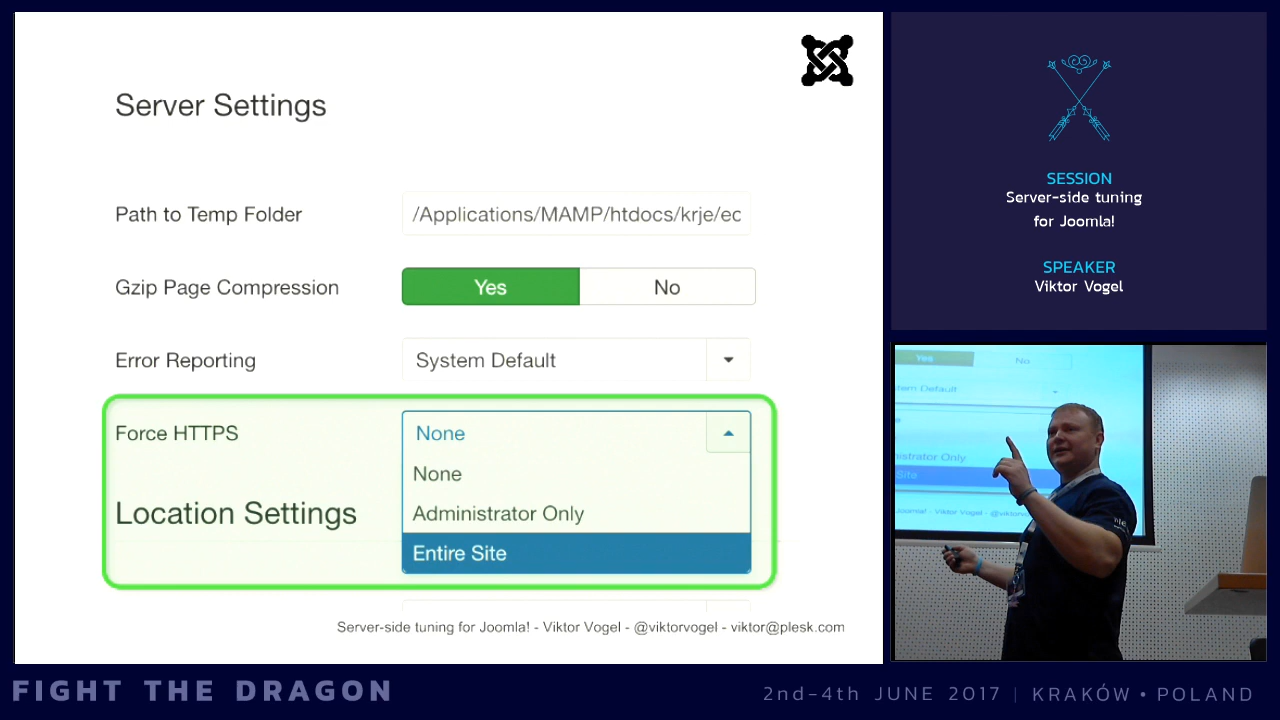 Server Settings
Path to Temp Folder
/Applications/MAMP/htdocs/krje/ec
Gzip Page Compression
Yes
No
Error Reporting
System Default
Force HTTPS
None
None
Location Settings
Administrator Only
Entire Site
Server-side tuning for Joomla! - Viktor Vogel - @viktorvogel - viktor@plesk.com
SESSION
Server-side tuning
for Joomla!
SPEAKER
Viktor Vogel
Yes
No
FIGHT THE DRAGON
2nd-4th JUNE 2017 | KRAKÓW • POLAND